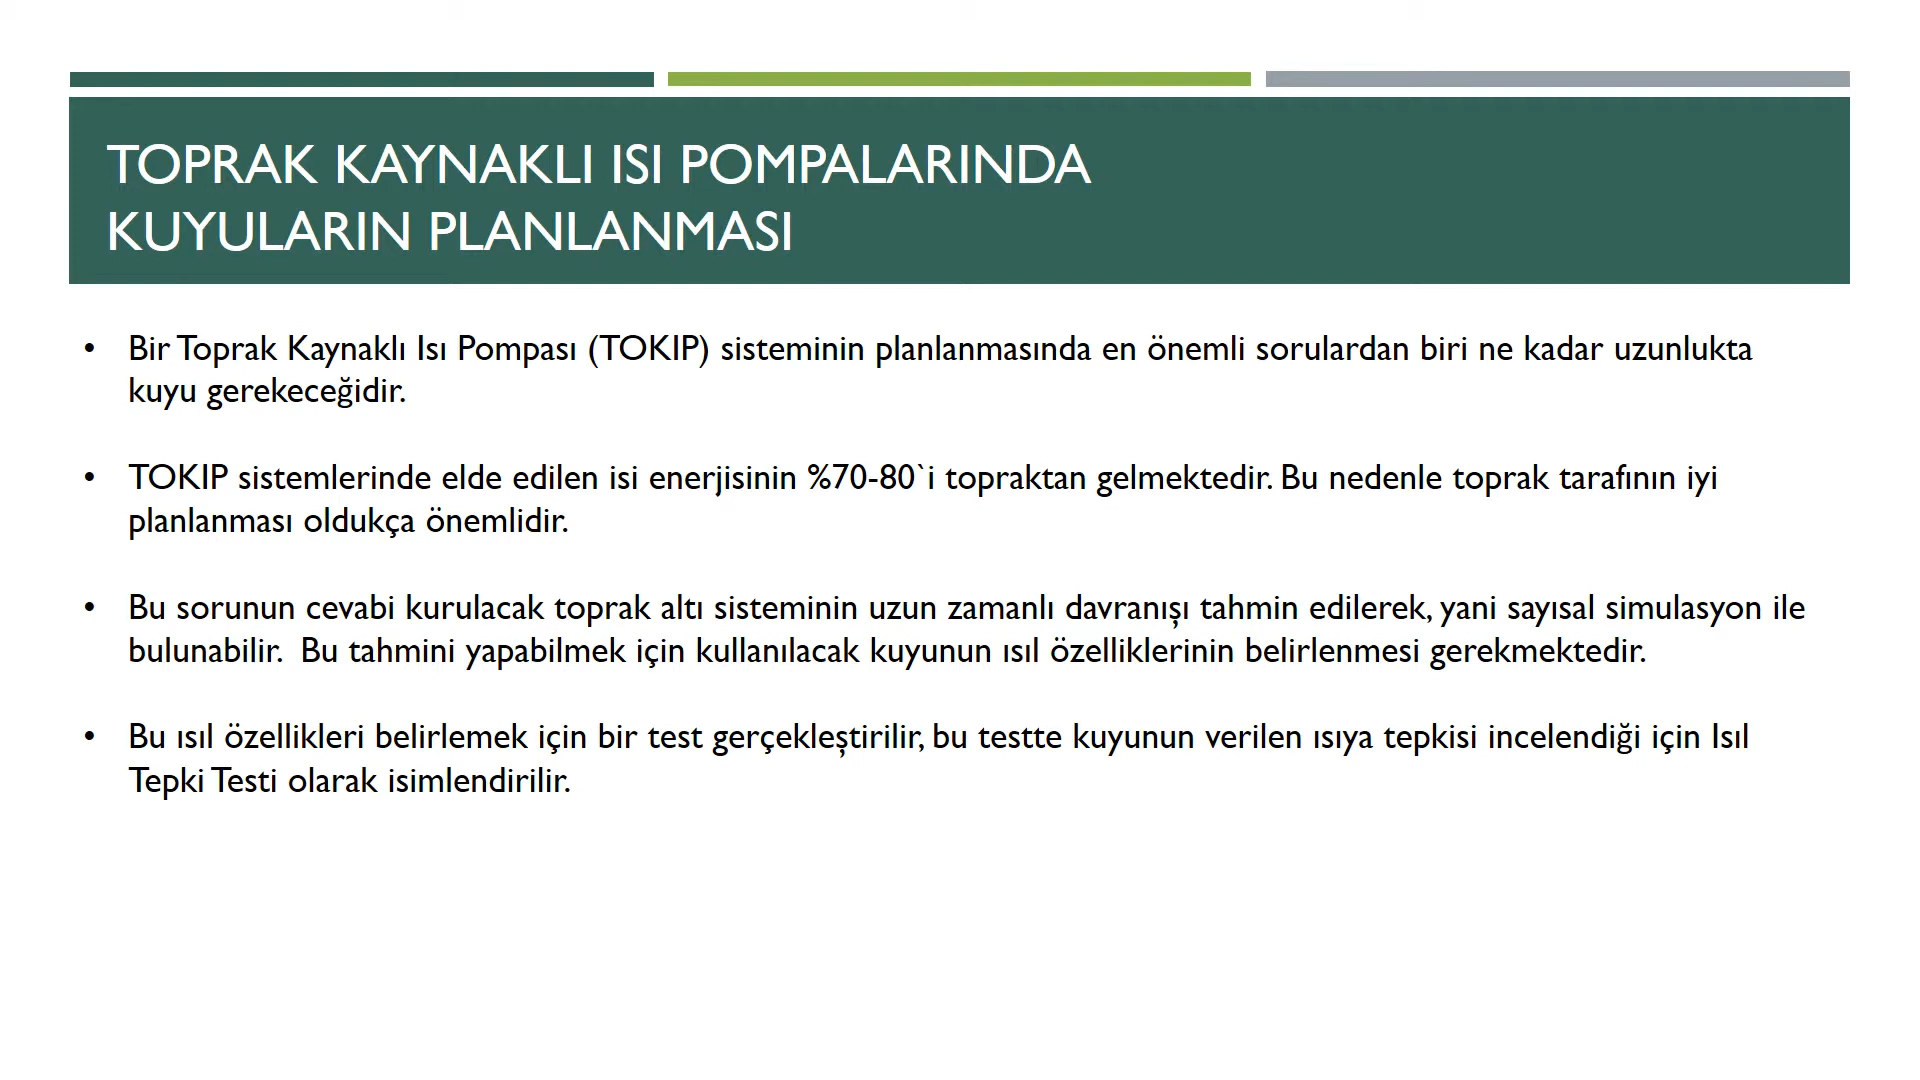 TOPRAK KAYNAKLI ISI POMPALARINDA
KUYULARIN PLANLANMASI
• Bir Toprak Kaynaklı Isı Pompası (TOKIP) sisteminin planlanmasında en önemli sorulardan biri ne kadar uzunlukta
kuyu gerekeceğidir.
• TOKIP sistemlerinde elde edilen isi enerjisinin %70-80`i topraktan gelmektedir. Bu nedenle toprak tarafının iyi
planlanması oldukça önemlidir.
• Bu sorunun cevabi kurulacak toprak altı sisteminin uzun zamanlı davranışı tahmin edilerek, yani sayısal simulasyon ile
bulunabilir.  Bu tahmini yapabilmek için kullanılacak kuyunun ısıl özelliklerinin belirlenmesi gerekmektedir.
• Bu ısıl özellikleri belirlemek için bir test gerçekleştirilir, bu testte kuyunun verilen ısıya tepkisi incelendiği için Isıl
Tepki Testi olarak isimlendirilir.